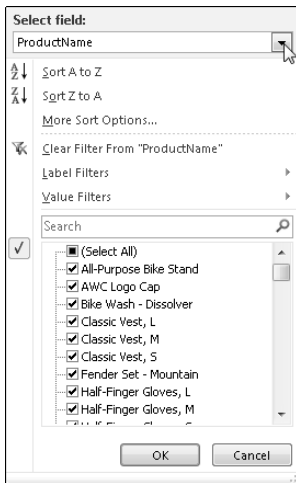 Select field:
ProductName
Sort A to Z
Sort Z to A
More Sort Options...
Clear Filter From "ProductName"
Label Filters
Value Filters
Search
(Select All)
All-Purpose Bike Stand
AWC Logo Cap
Bike Wash - Dissolver
Classic Vest, L
Classic Vest, M
Classic Vest, S
Fender Set - Mountain
Half-Finger Gloves, L
Half-Finger Gloves, M
OK Cancel